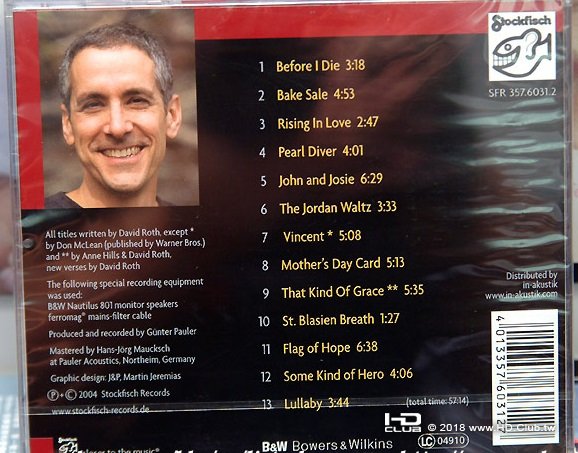 Stockfisch
SFR 357.6031.2
1 Before I Die 3:18
2 Bake Sale 4:53
3 Rising In Love 2:47
4 Pearl Diver 4:01
5 John and Josie 6:29
6 The Jordan Waltz 3:33
7 Vincent * 5:08
8 Mother's Day Card 5:13
9 That Kind Of Grace ** 5:35
10 St. Blasien Breath 1:27
11 Flag of Hope 6:38
12 Some Kind of Hero 4:06
13 Lullaby 3:44 (total time: 57:14)
All titles written by David Roth, except *
by Don McLean (published by Warner Bros.)
and ** by Anne Hills & David Roth,
new verses by David Roth
The following special recording equipment
was used:
B&W Nautilus 801 monitor speakers
ferromag® mains-filter cable
Produced and recorded by Günter Pauler
Mastered by Hans-Jörg Maucksch
at Pauler Acoustics, Northeim, Germany
Graphic design: J&P, Martin Jeremias
℗+© 2004 Stockfisch Records
www.stockfisch-records.de
Distributed by
in-akustik
www.in-akustik.com
4 013357 60312
closer to the music
B&W Bowers & Wilkins
LC 04910
HD CLUB © 2018 www.HD.Club.tw